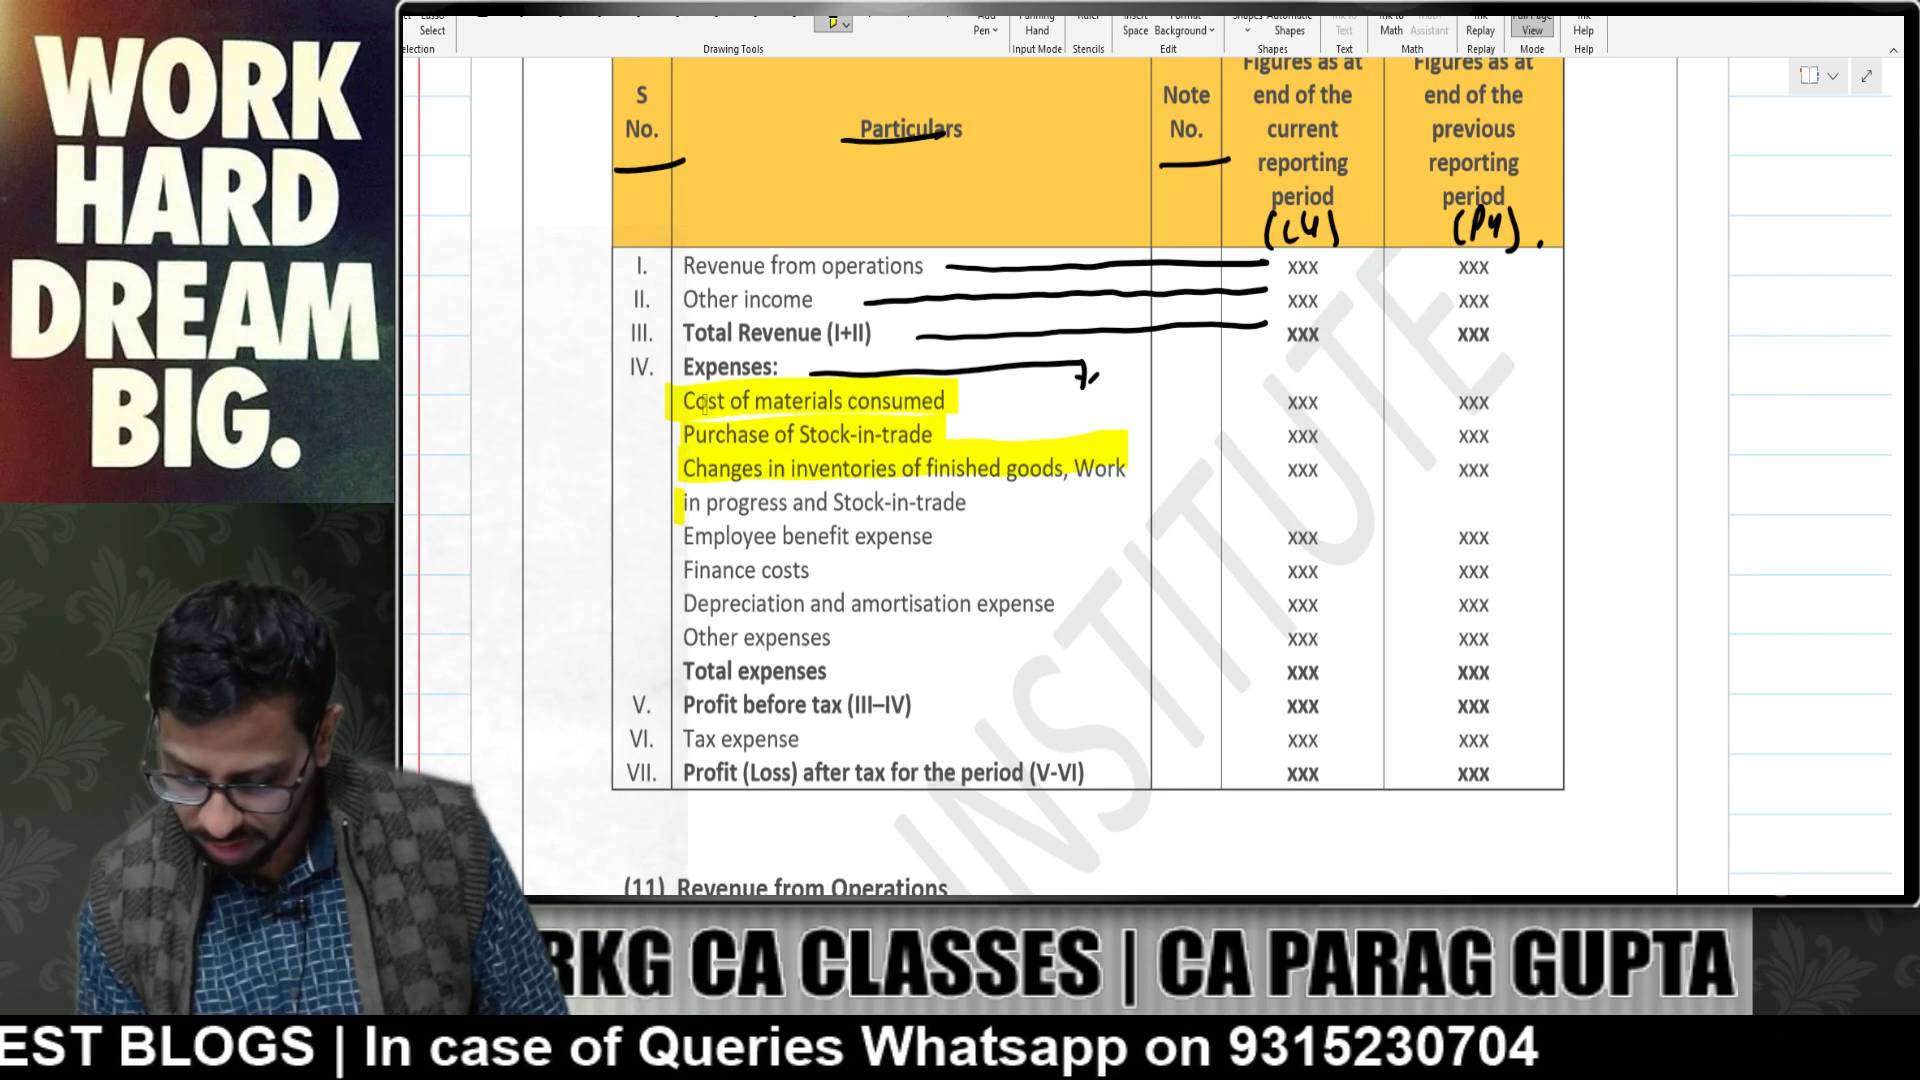 WORK
HARD
DREAM
BIG.
Select
Pen
Hand
Space
Background
Shapes
Text
Math
Assistant
Replay
View
Help
Drawing Tools
Input Mode
Stencils
Edit
Shapes
Text
Math
Replay
Mode
Help
S No.
Particulars
Note No.
Figures as at end of the current reporting period
(CY)
Figures as at end of the previous reporting period
(PY).
I. Revenue from operations xxx xxx
II. Other income xxx xxx
III. Total Revenue (I+II) xxx xxx
IV. Expenses:
Cost of materials consumed xxx xxx
Purchase of Stock-in-trade xxx xxx
Changes in inventories of finished goods, Work xxx xxx
in progress and Stock-in-trade
Employee benefit expense xxx xxx
Finance costs xxx xxx
Depreciation and amortisation expense xxx xxx
Other expenses xxx xxx
Total expenses xxx xxx
V. Profit before tax (III–IV) xxx xxx
VI. Tax expense xxx xxx
VII. Profit (Loss) after tax for the period (V-VI) xxx xxx
INSTITUTE
(11) Revenue from Operations
RKG CA CLASSES | CA PARAG GUPTA
EST BLOGS | In case of Queries Whatsapp on 9315230704